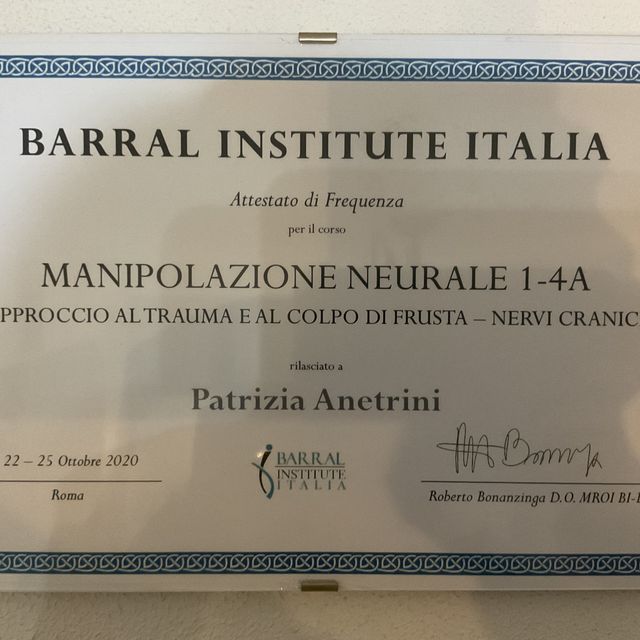 BARRAL INSTITUTE ITALIA
Attestato di Frequenza
per il corso
MANIPOLAZIONE NEURALE 1-4A
PPROCCIO AL TRAUMA E AL COLPO DI FRUSTA – NERVI CRANIC
rilasciato a
Patrizia Anetrini
22 – 25 Ottobre 2020
Roma
BARRAL
INSTITUTE
ITALIA
Roberto Bonanzinga D.O. MROI BI-